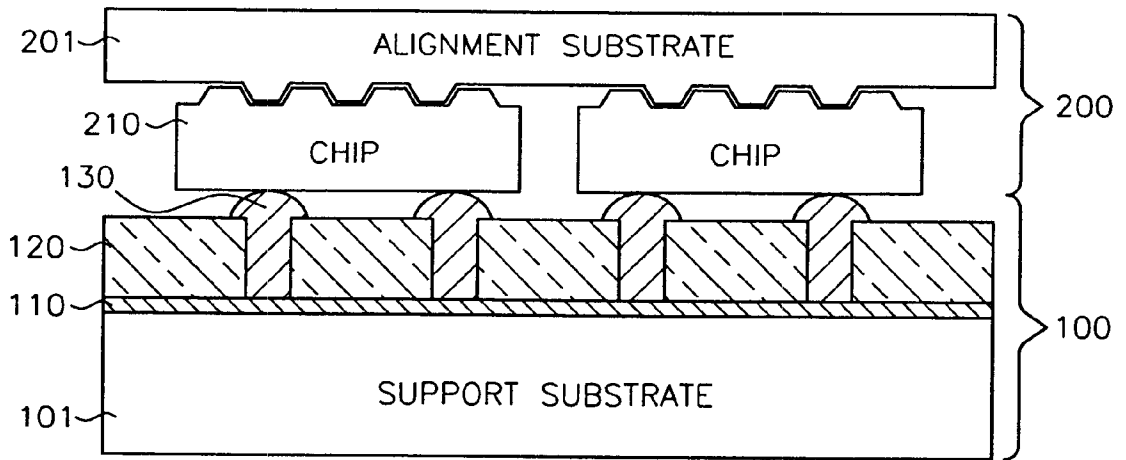 201
ALIGNMENT SUBSTRATE
200
210
CHIP
CHIP
130
120
110
100
SUPPORT SUBSTRATE
101